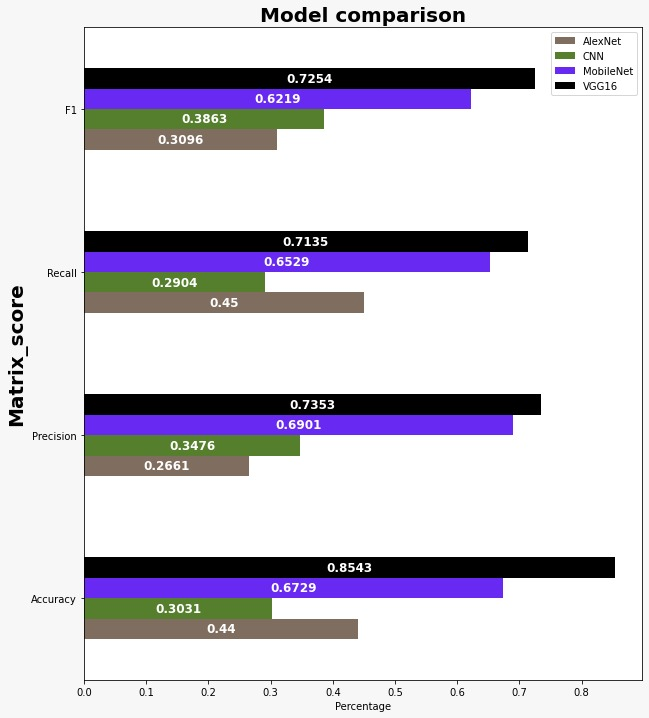 Model comparison
AlexNet
CNN
MobileNet
VGG16
F1
0.7254
0.6219
0.3863
0.3096
Recall
0.7135
0.6529
0.2904
0.45
Precision
0.7353
0.6901
0.3476
0.2661
Accuracy
0.8543
0.6729
0.3031
0.44
Matrix_score
0.0 0.1 0.2 0.3 0.4 0.5 0.6 0.7 0.8
Percentage